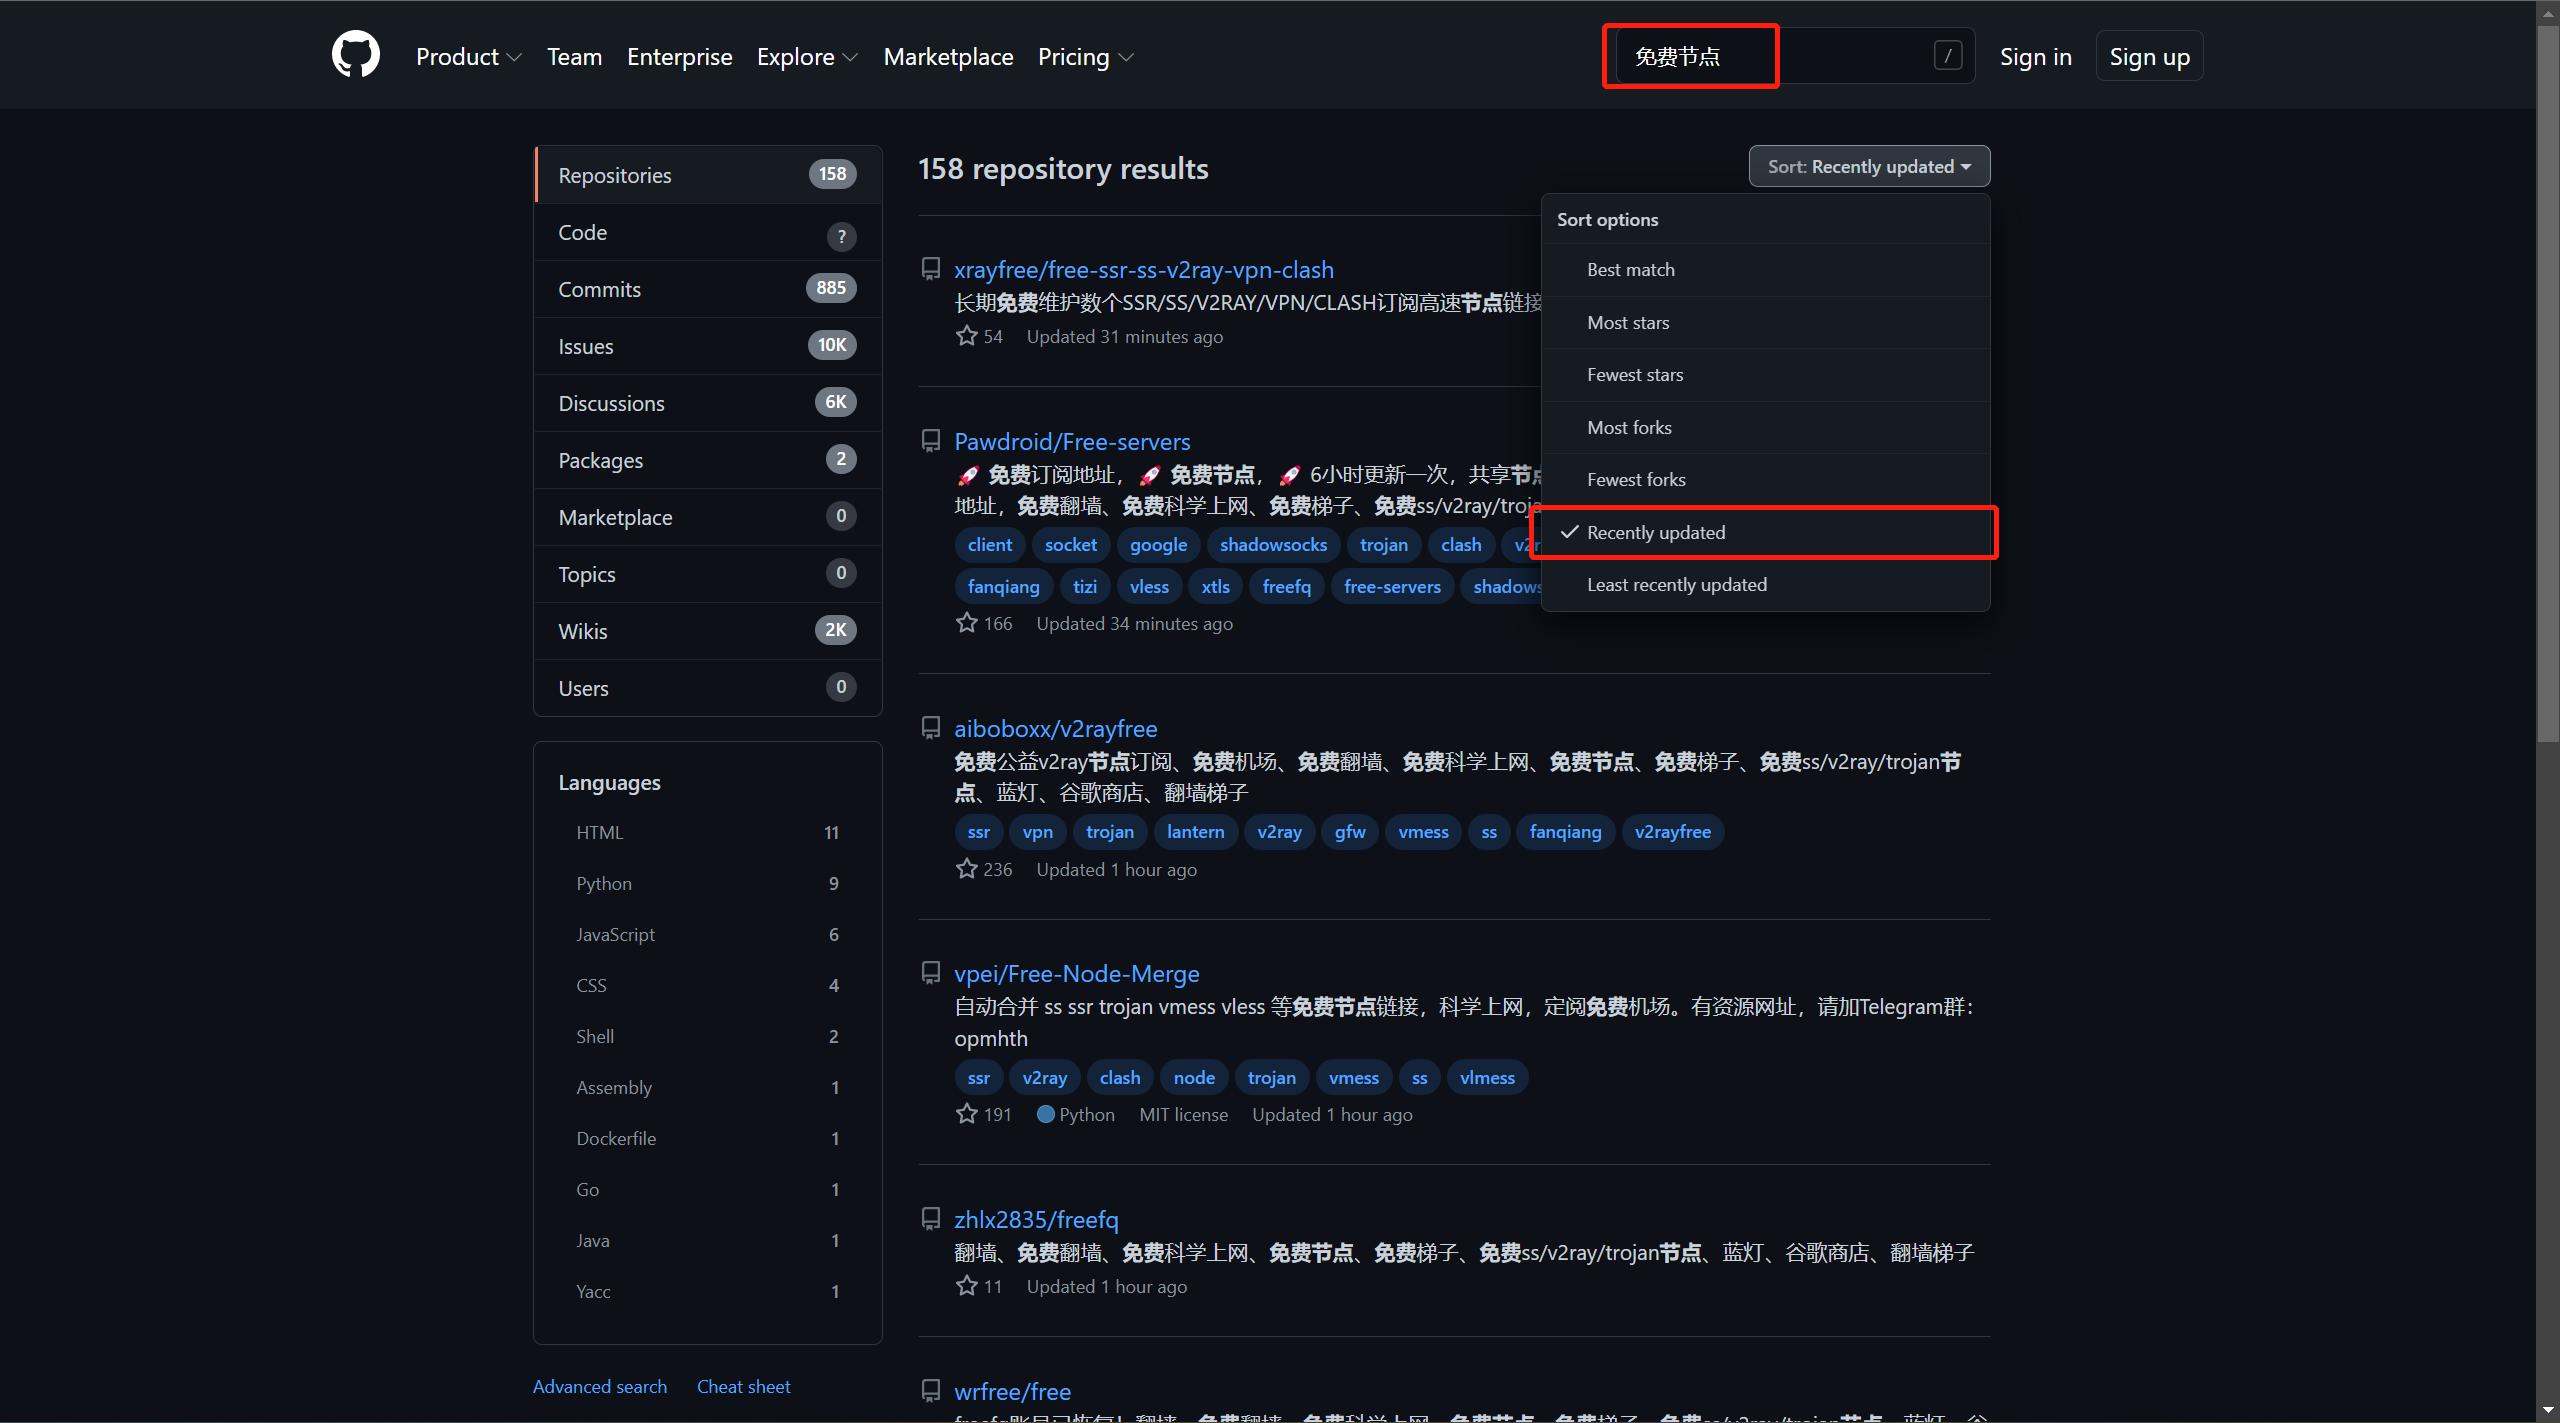 Product Team Enterprise Explore Marketplace Pricing 免费节点 / Sign in Sign up
Repositories 158
Code ?
Commits 885
Issues 10K
Discussions 6K
Packages 2
Marketplace 0
Topics 0
Wikis 2K
Users 0
Languages
HTML 11
Python 9
JavaScript 6
CSS 4
Shell 2
Assembly 1
Dockerfile 1
Go 1
Java 1
Yacc 1
Advanced search Cheat sheet
158 repository results
Sort: Recently updated
Sort options
Best match
Most stars
Fewest stars
Most forks
Fewest forks
Recently updated
Least recently updated
xrayfree/free-ssr-ss-v2ray-vpn-clash
长期免费维护数个SSR/SS/V2RAY/VPN/CLASH订阅高速节点链接
54 Updated 31 minutes ago
Pawdroid/Free-servers
🚀 免费订阅地址，🚀 免费节点，🚀 6小时更新一次，共享节点
地址，免费翻墙、免费科学上网、免费梯子、免费ss/v2ray/troja
client socket google shadowsocks trojan clash v2r
fanqiang tizi vless xtls freefq free-servers shadows
166 Updated 34 minutes ago
aiboboxx/v2rayfree
免费公益v2ray节点订阅、免费机场、免费翻墙、免费科学上网、免费节点、免费梯子、免费ss/v2ray/trojan节
点、蓝灯、谷歌商店、翻墙梯子
ssr vpn trojan lantern v2ray gfw vmess ss fanqiang v2rayfree
236 Updated 1 hour ago
vpei/Free-Node-Merge
自动合并 ss ssr trojan vmess vless 等免费节点链接，科学上网，定阅免费机场。有资源网址，请加Telegram群：
opmhth
ssr v2ray clash node trojan vmess ss vlmess
191 Python MIT license Updated 1 hour ago
zhlx2835/freefq
翻墙、免费翻墙、免费科学上网、免费节点、免费梯子、免费ss/v2ray/trojan节点、蓝灯、谷歌商店、翻墙梯子
11 Updated 1 hour ago
wrfree/free